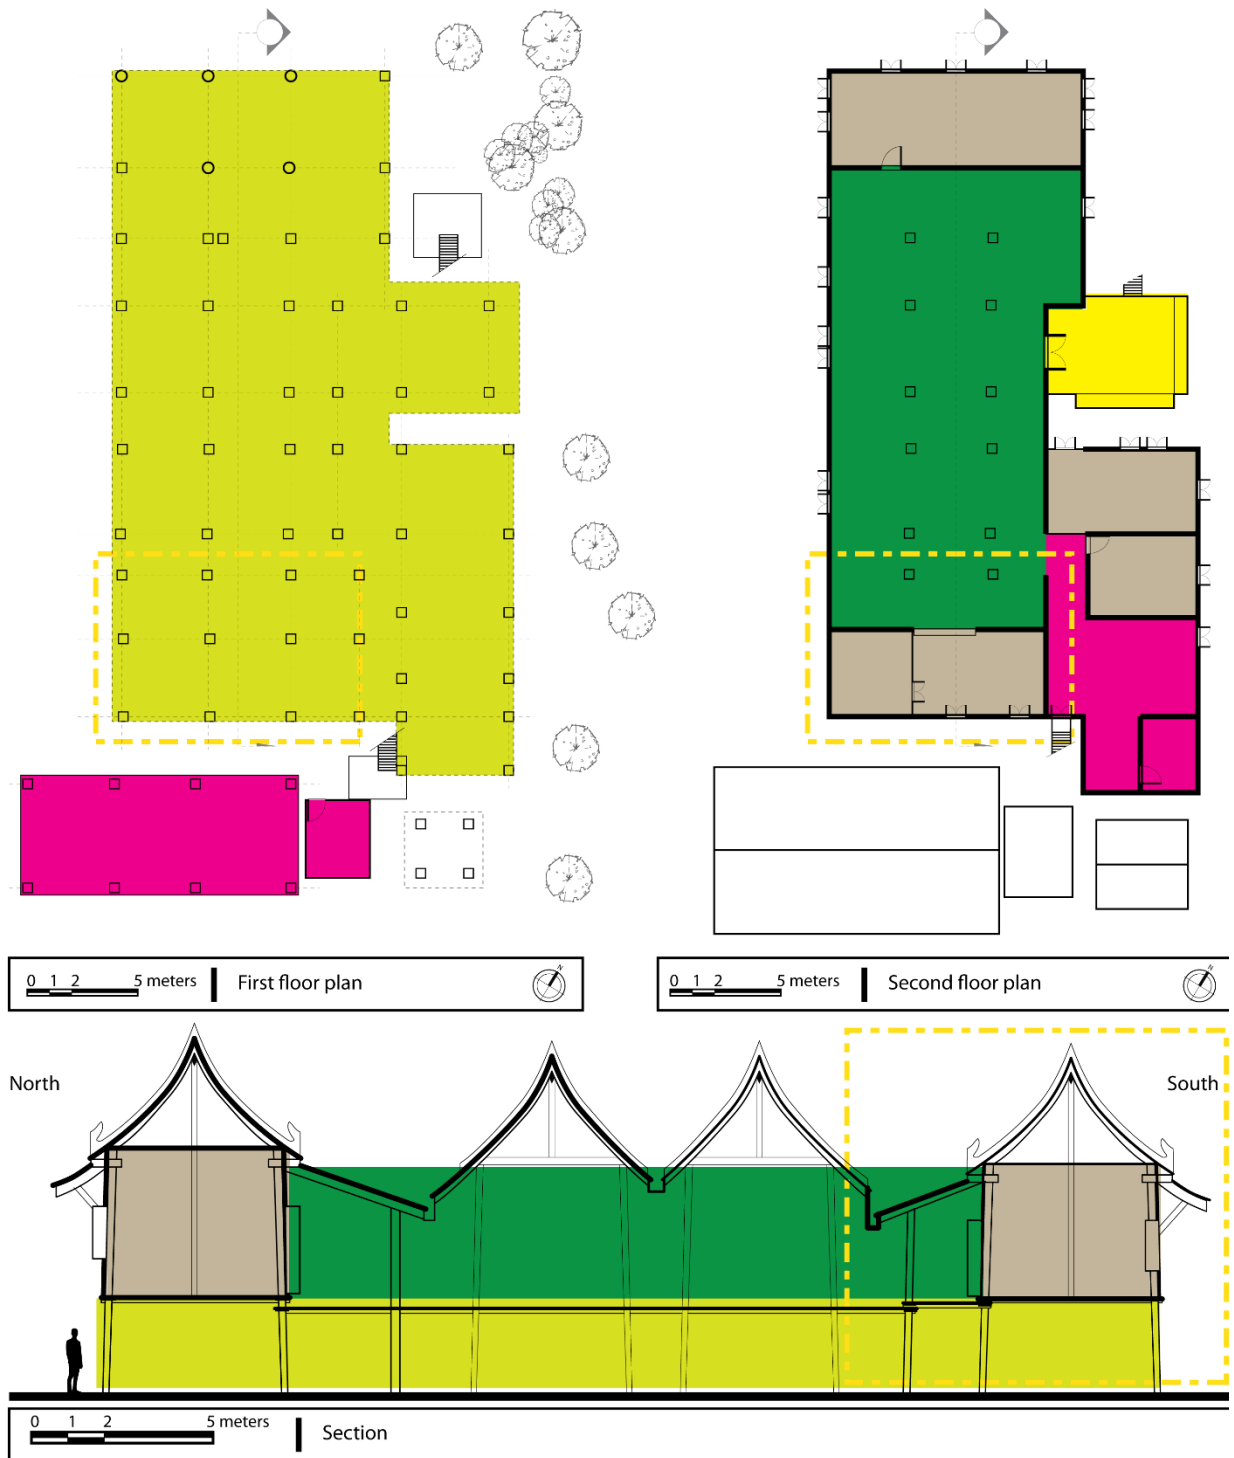 0 1 2 5 meters First floor plan N
0 1 2 5 meters Second floor plan N
North
South
0 1 2 5 meters Section